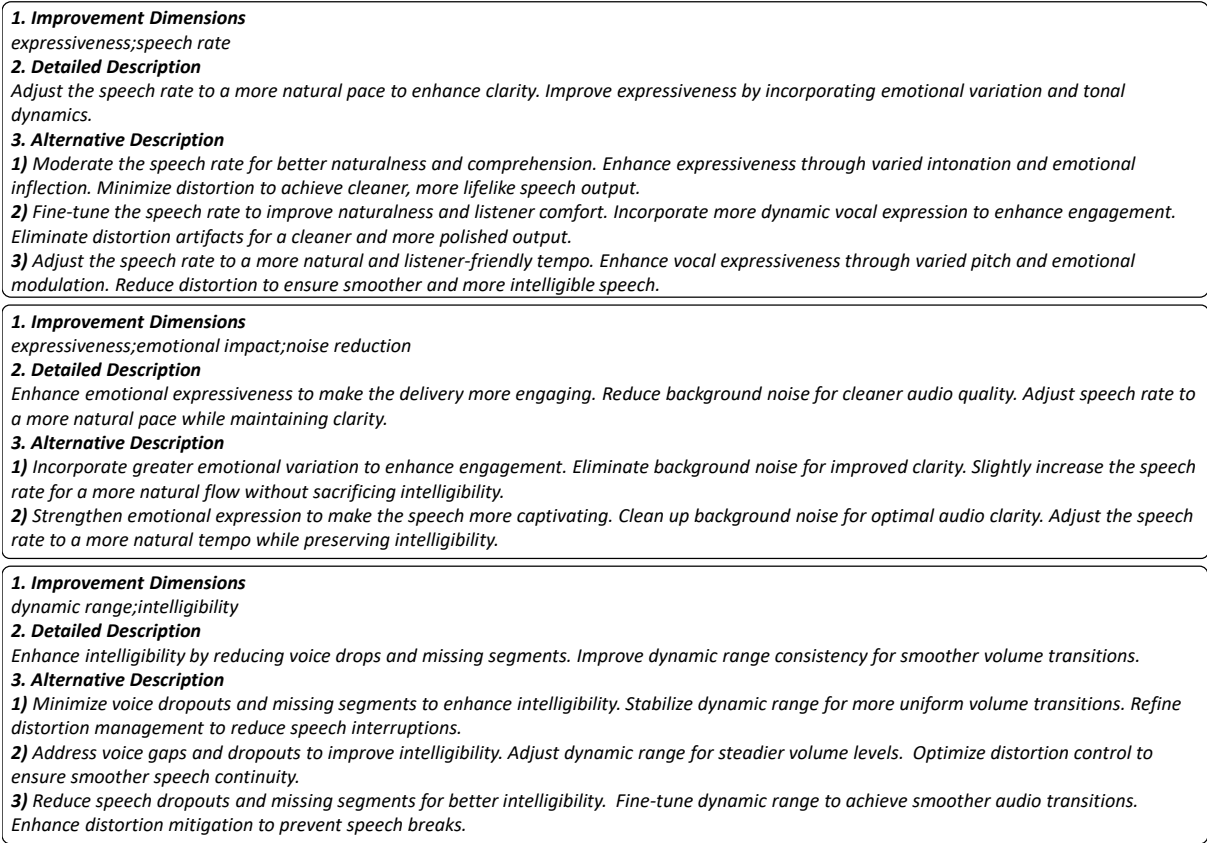 1. Improvement Dimensions
expressiveness;speech rate
2. Detailed Description
Adjust the speech rate to a more natural pace to enhance clarity. Improve expressiveness by incorporating emotional variation and tonal
dynamics.
3. Alternative Description
1) Moderate the speech rate for better naturalness and comprehension. Enhance expressiveness through varied intonation and emotional
inflection. Minimize distortion to achieve cleaner, more lifelike speech output.
2) Fine-tune the speech rate to improve naturalness and listener comfort. Incorporate more dynamic vocal expression to enhance engagement.
Eliminate distortion artifacts for a cleaner and more polished output.
3) Adjust the speech rate to a more natural and listener-friendly tempo. Enhance vocal expressiveness through varied pitch and emotional
modulation. Reduce distortion to ensure smoother and more intelligible speech.
1. Improvement Dimensions
expressiveness;emotional impact;noise reduction
2. Detailed Description
Enhance emotional expressiveness to make the delivery more engaging. Reduce background noise for cleaner audio quality. Adjust speech rate to
a more natural pace while maintaining clarity.
3. Alternative Description
1) Incorporate greater emotional variation to enhance engagement. Eliminate background noise for improved clarity. Slightly increase the speech
rate for a more natural flow without sacrificing intelligibility.
2) Strengthen emotional expression to make the speech more captivating. Clean up background noise for optimal audio clarity. Adjust the speech
rate to a more natural tempo while preserving intelligibility.
1. Improvement Dimensions
dynamic range;intelligibility
2. Detailed Description
Enhance intelligibility by reducing voice drops and missing segments. Improve dynamic range consistency for smoother volume transitions.
3. Alternative Description
1) Minimize voice dropouts and missing segments to enhance intelligibility. Stabilize dynamic range for more uniform volume transitions. Refine
distortion management to reduce speech interruptions.
2) Address voice gaps and dropouts to improve intelligibility. Adjust dynamic range for steadier volume levels.  Optimize distortion control to
ensure smoother speech continuity.
3) Reduce speech dropouts and missing segments for better intelligibility.  Fine-tune dynamic range to achieve smoother audio transitions.
Enhance distortion mitigation to prevent speech breaks.